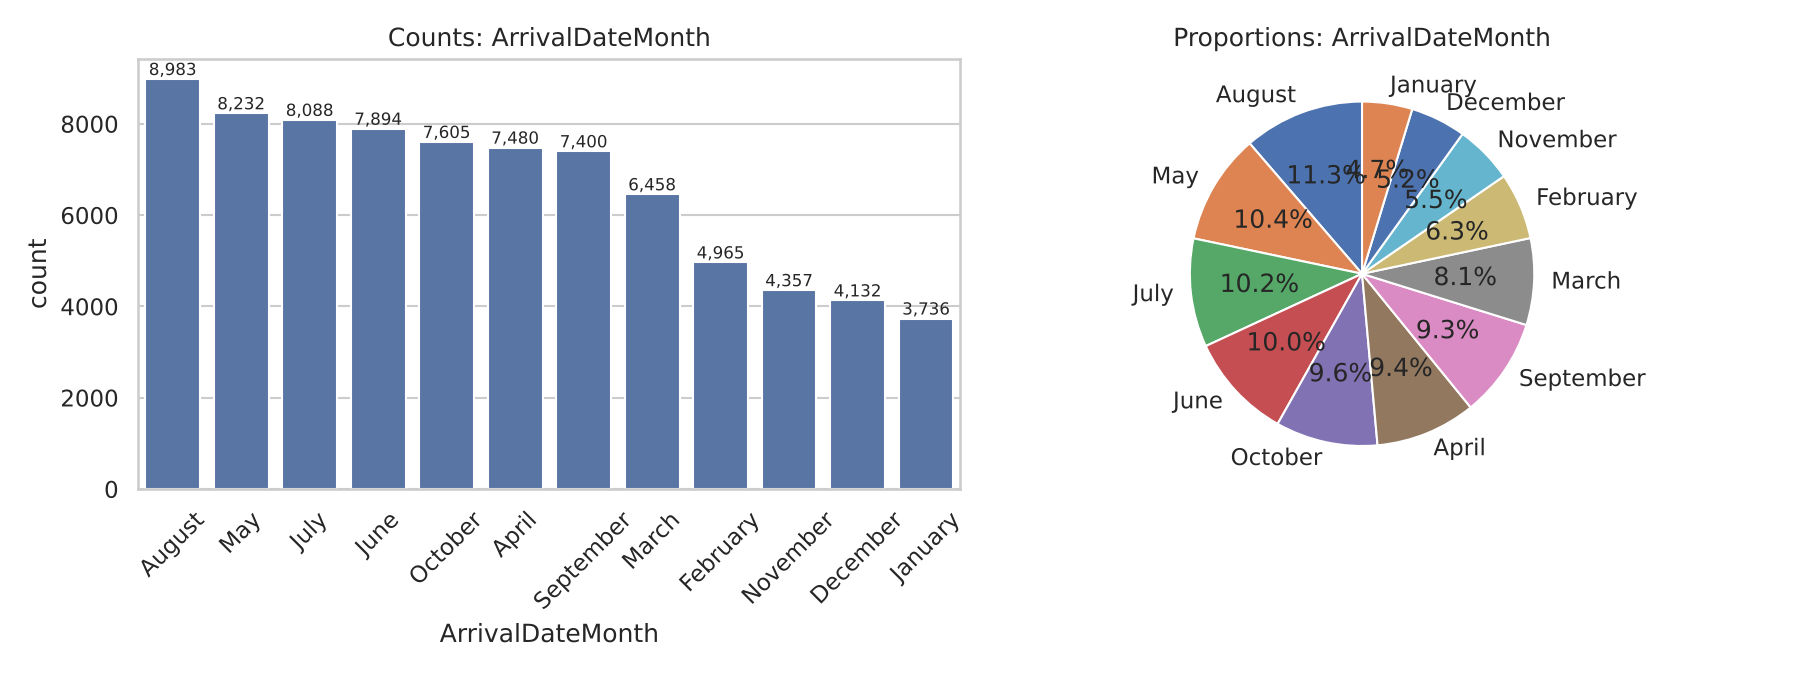 Counts: ArrivalDateMonth
8,983
8,232
8,088
7,894
7,605
7,480
7,400
6,458
4,965
4,357
4,132
3,736
count
8000
6000
4000
2000
0
August
May
July
June
October
April
September
March
February
November
December
January
ArrivalDateMonth
Proportions: ArrivalDateMonth
August
11.3%
May
10.4%
July
10.2%
June
10.0%
October
9.6%
April
9.4%
September
9.3%
March
8.1%
February
6.3%
November
5.5%
December
5.2%
January
4.7%